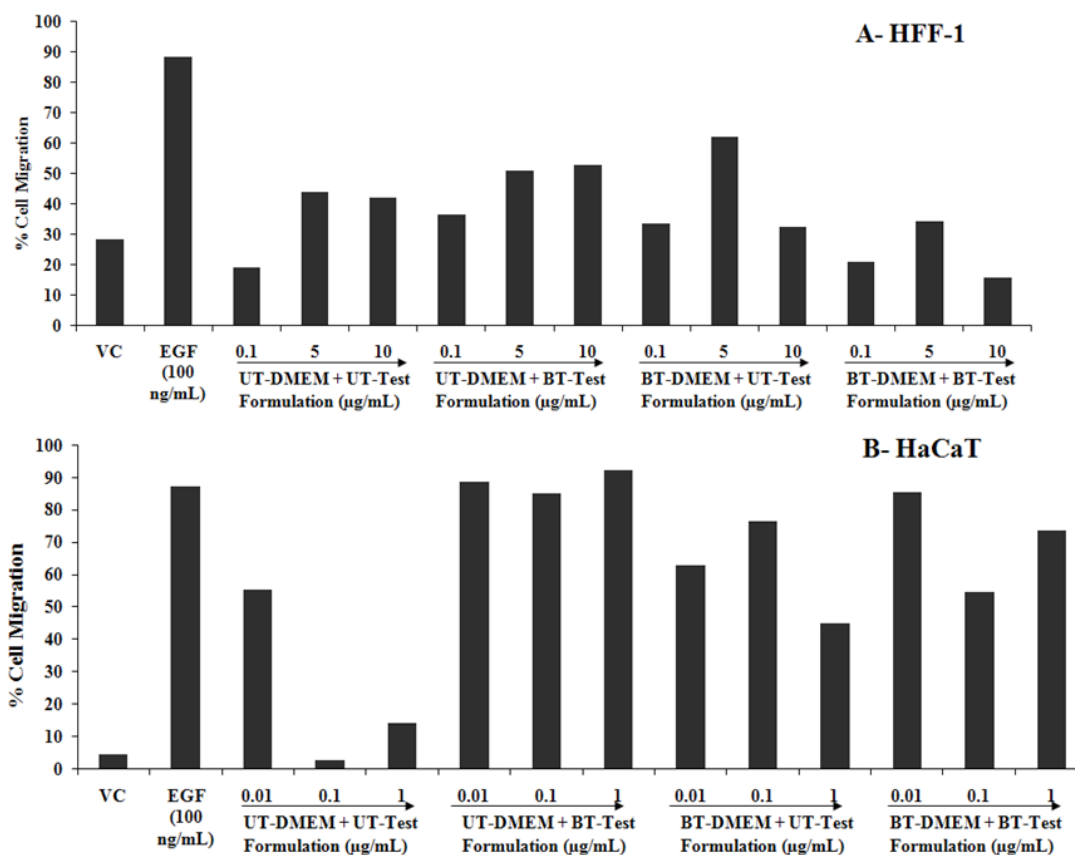 A- HFF-1
% Cell Migration
100
90
80
70
60
50
40
30
20
10
0
VC EGF 0.1 5 10 0.1 5 10 0.1 5 10 0.1 5 10
(100 UT-DMEM + UT-Test UT-DMEM + BT-Test BT-DMEM + UT-Test BT-DMEM + BT-Test
ng/mL) Formulation (µg/mL) Formulation (µg/mL) Formulation (µg/mL) Formulation (µg/mL)
B- HaCaT
% Cell Migration
100
90
80
70
60
50
40
30
20
10
0
VC EGF 0.01 0.1 1 0.01 0.1 1 0.01 0.1 1 0.01 0.1 1
(100 UT-DMEM + UT-Test UT-DMEM + BT-Test BT-DMEM + UT-Test BT-DMEM + BT-Test
ng/mL) Formulation (µg/mL) Formulation (µg/mL) Formulation (µg/mL) Formulation (µg/mL)